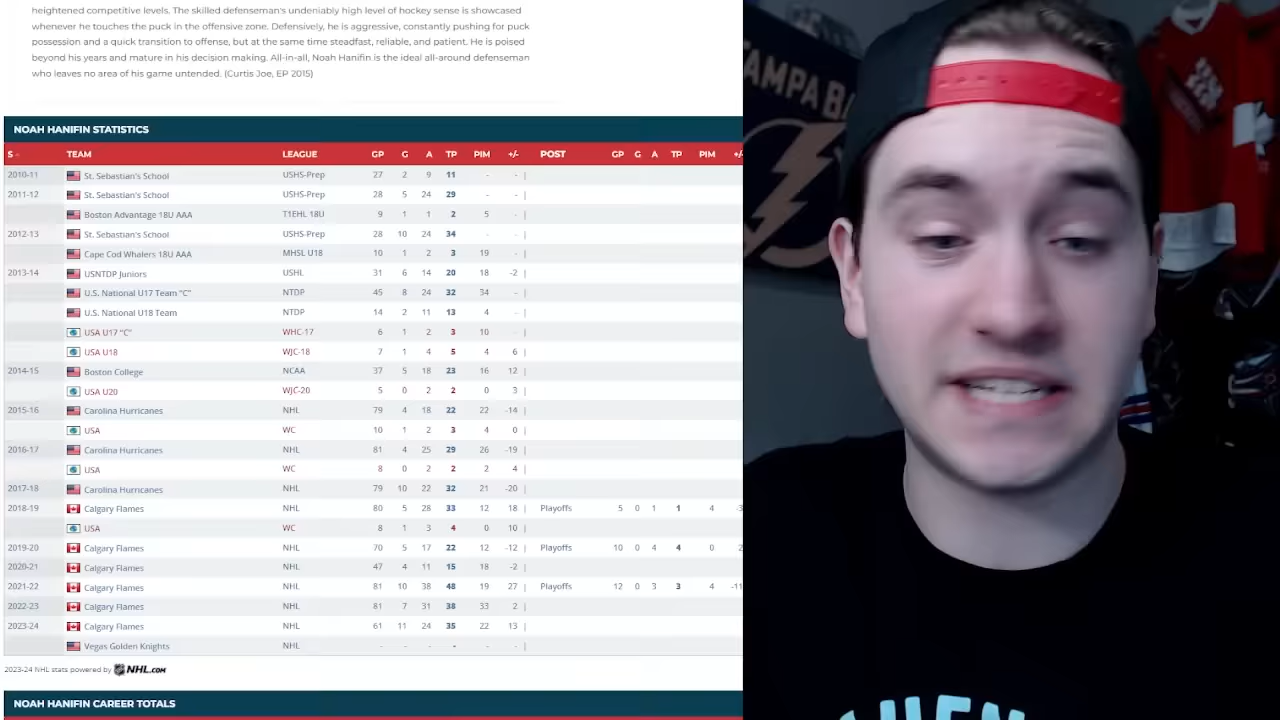 heightened competitive levels. The skilled defenseman's undeniably high level of hockey sense is showcased
whenever he touches the puck in the offensive zone. Defensively, he is aggressive, constantly pushing for puck
possession and a quick transition to offense, but at the same time steadfast, reliable, and patient. He is poised
beyond his years and mature in his decision making. All-in-all, Noah Hanifin is the ideal all-around defenseman
who leaves no area of his game untended. (Curtis Joe, EP 2015)
NOAH HANIFIN STATISTICS
S TEAM LEAGUE GP G A TP PIM +/- POST GP G A TP PIM +/-
2010-11 St. Sebastian's School USHS-Prep 27 2 9 11 - - |
2011-12 St. Sebastian's School USHS-Prep 28 5 24 29 - - |
Boston Advantage 18U AAA T1EHL 18U 9 1 1 2 5 - |
2012-13 St. Sebastian's School USHS-Prep 28 10 24 34 - - |
Cape Cod Whalers 18U AAA MHSL U18 10 1 2 3 19 - |
2013-14 USNTDP Juniors USHL 31 6 14 20 18 -2 |
U.S. National U17 Team "C" NTDP 45 8 24 32 34 - |
U.S. National U18 Team NTDP 14 2 11 13 4 - |
USA U17 "C" WHC-17 6 1 2 3 10 - |
USA U18 WJC-18 7 1 4 5 4 6 |
2014-15 Boston College NCAA 37 5 18 23 16 12 |
USA U20 WJC-20 5 0 2 2 0 3 |
2015-16 Carolina Hurricanes NHL 79 4 18 22 22 -14 |
USA WC 10 1 2 3 4 0 |
2016-17 Carolina Hurricanes NHL 81 4 25 29 26 -19 |
USA WC 8 0 2 2 2 4 |
2017-18 Carolina Hurricanes NHL 79 10 22 32 21 -20 |
2018-19 Calgary Flames NHL 80 5 28 33 12 18 | Playoffs 5 0 1 1 4 -3
USA WC 8 1 3 4 0 10 |
2019-20 Calgary Flames NHL 70 5 17 22 12 -12 | Playoffs 10 0 4 4 0 2
2020-21 Calgary Flames NHL 47 4 11 15 18 -2 |
2021-22 Calgary Flames NHL 81 10 38 48 19 27 | Playoffs 12 0 3 3 4 -11
2022-23 Calgary Flames NHL 81 7 31 38 33 2 |
2023-24 Calgary Flames NHL 61 11 24 35 22 13 |
Vegas Golden Knights NHL - - - - - - |
2023-24 NHL stats powered by NHL.COM
NOAH HANIFIN CAREER TOTALS
TAMPA BA